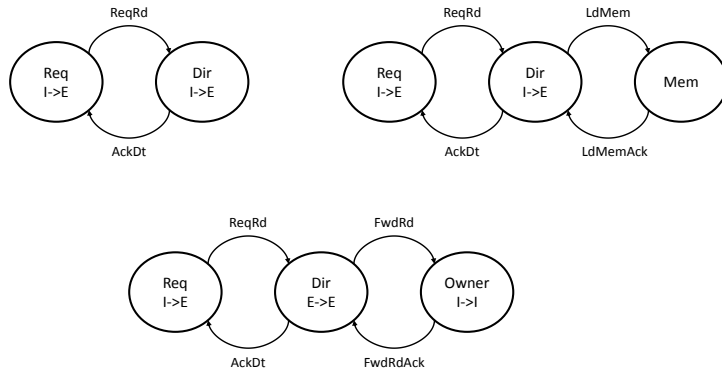 ReqRd
Req
I->E
Dir
I->E
AckDt
ReqRd
LdMem
Req
I->E
Dir
I->E
Mem
AckDt
LdMemAck
ReqRd
FwdRd
Req
I->E
Dir
E->E
Owner
I->I
AckDt
FwdRdAck